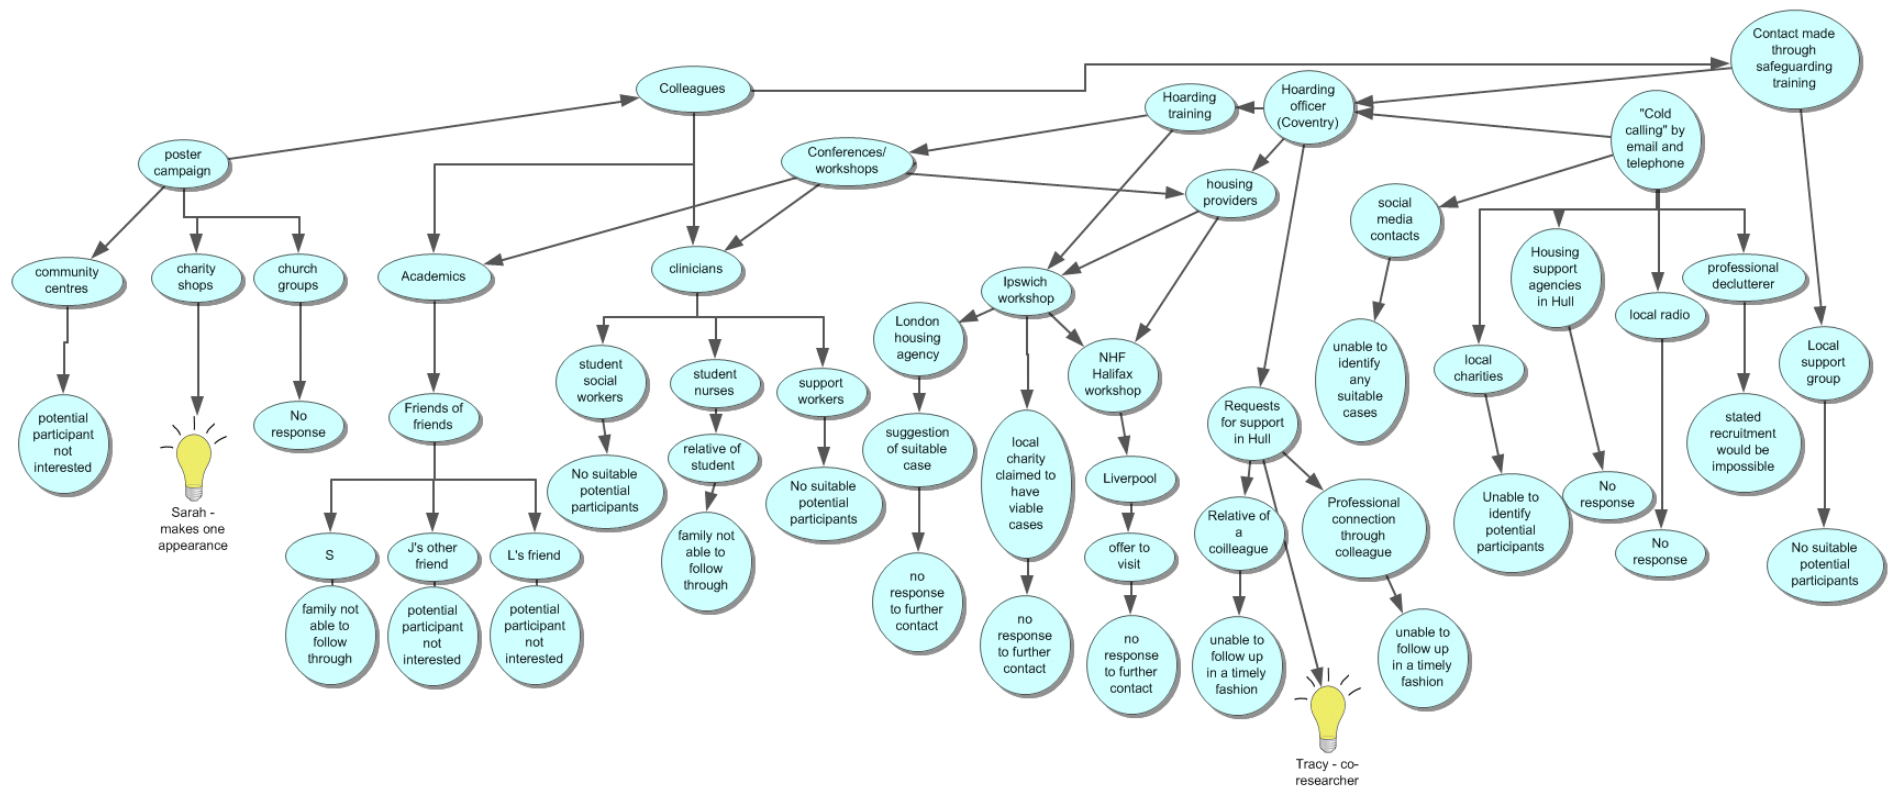 Contact made
through
safeguarding
training
Colleagues
Hoarding
training
Hoarding
officer
(Coventry)
"Cold
calling" by
email and
telephone
poster
campaign
Conferences/
workshops
housing
providers
social
media
contacts
community
centres
charity
shops
church
groups
Academics
clinicians
Ipswich
workshop
Housing
support
agencies
in Hull
professional
declutterer
local radio
London
housing
agency
NHF
Halifax
workshop
unable to
identify
any
suitable
cases
local
charities
Local
support
group
student
social
workers
student
nurses
support
workers
potential
participant
not
interested
No
response
Friends of
friends
Requests
for support
in Hull
stated
recruitment
would be
impossible
suggestion
of suitable
case
local
charity
claimed to
have
viable
cases
relative of
student
Liverpool
No suitable
potential
participants
No suitable
potential
participants
Sarah -
makes one
appearance
Relative of
a
colleague
Professional
connection
through
colleague
Unable to
identify
potential
participants
No
response
No
response
No suitable
potential
participants
S
J's other
friend
L's friend
family not
able to
follow
through
offer to
visit
no
response
to further
contact
family not
able to
follow
through
potential
participant
not
interested
potential
participant
not
interested
no
response
to further
contact
no
response
to further
contact
unable to
follow up
in a timely
fashion
unable to
follow up
in a timely
fashion
Tracy - co-
researcher